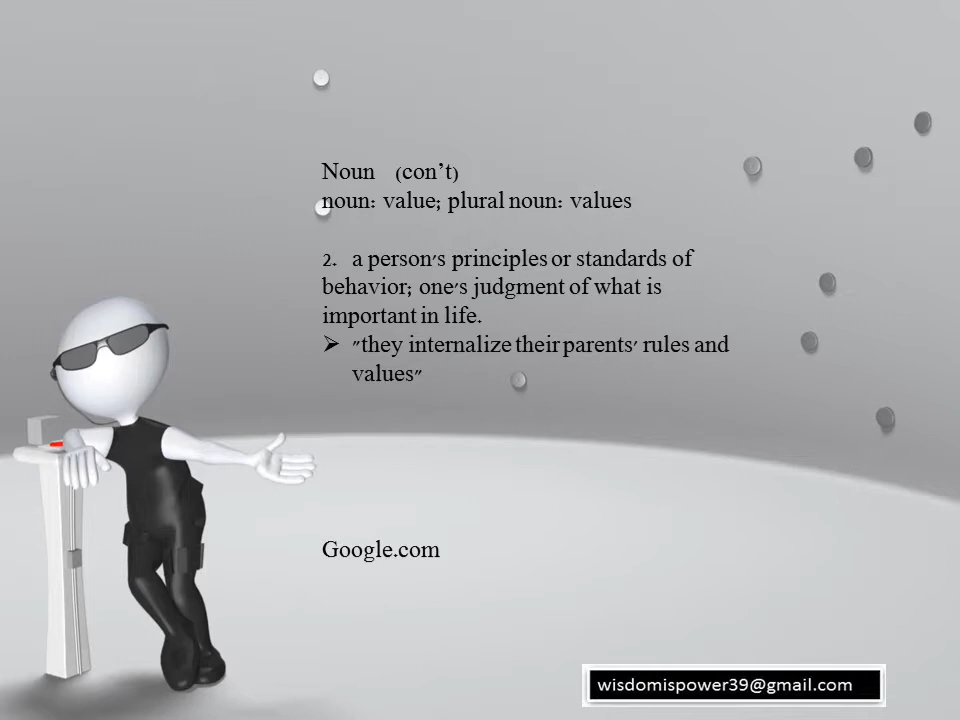 Noun (con’t)
noun: value; plural noun: values
2. a person's principles or standards of
behavior; one's judgment of what is
important in life.
➢ "they internalize their parents' rules and
values"
Google.com
wisdomispower39@gmail.com